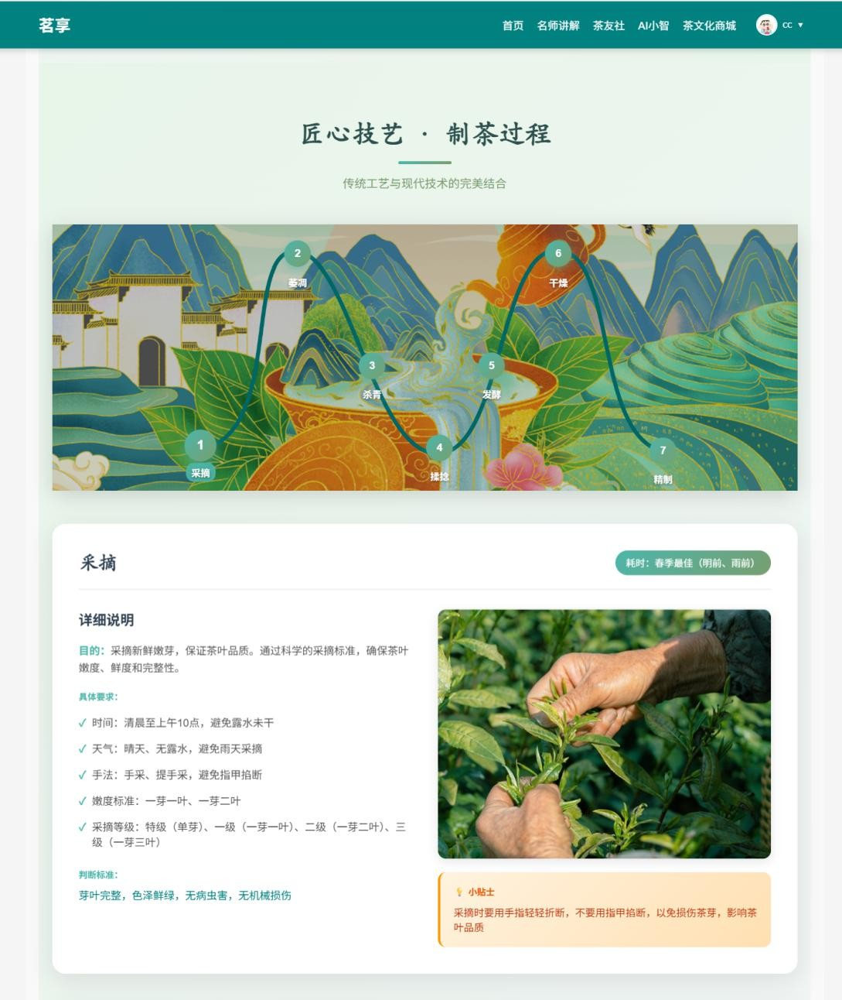 茗享
首页 名师讲解 茶友社 AI小智 茶文化商城 cc ▼
匠心技艺 · 制茶过程
传统工艺与现代技术的完美结合
2
萎凋
6
干燥
3
杀青
5
发酵
1
采摘
4
揉捻
7
精制
采摘
耗时：春季最佳（明前、雨前）
详细说明
目的：采摘新鲜嫩芽，保证茶叶品质。通过科学的采摘标准，确保茶叶
嫩度、鲜度和完整性。
具体要求：
✓ 时间：清晨至上午10点，避免露水未干
✓ 天气：晴天、无露水，避免雨天采摘
✓ 手法：手采、提手采，避免指甲掐断
✓ 嫩度标准：一芽一叶、一芽二叶
✓ 采摘等级：特级（单芽）、一级（一芽一叶）、二级（一芽二叶）、三
级（一芽三叶）
判断标准：
芽叶完整，色泽鲜绿，无病虫害，无机械损伤
💡 小贴士
采摘时要用手指轻轻折断，不要用指甲掐断，以免损伤茶芽，影响茶
叶品质